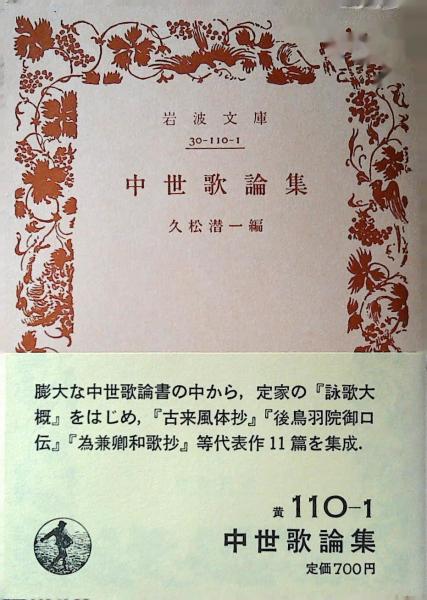 岩波文庫
30-110-1
中世歌論集
久松潜一編
膨大な中世歌論書の中から，定家の『詠歌大
概』をはじめ，『古来風体抄』『後鳥羽院御口
伝』『為兼卿和歌抄』等代表作11篇を集成．
黄 110-1
中世歌論集
定価700円